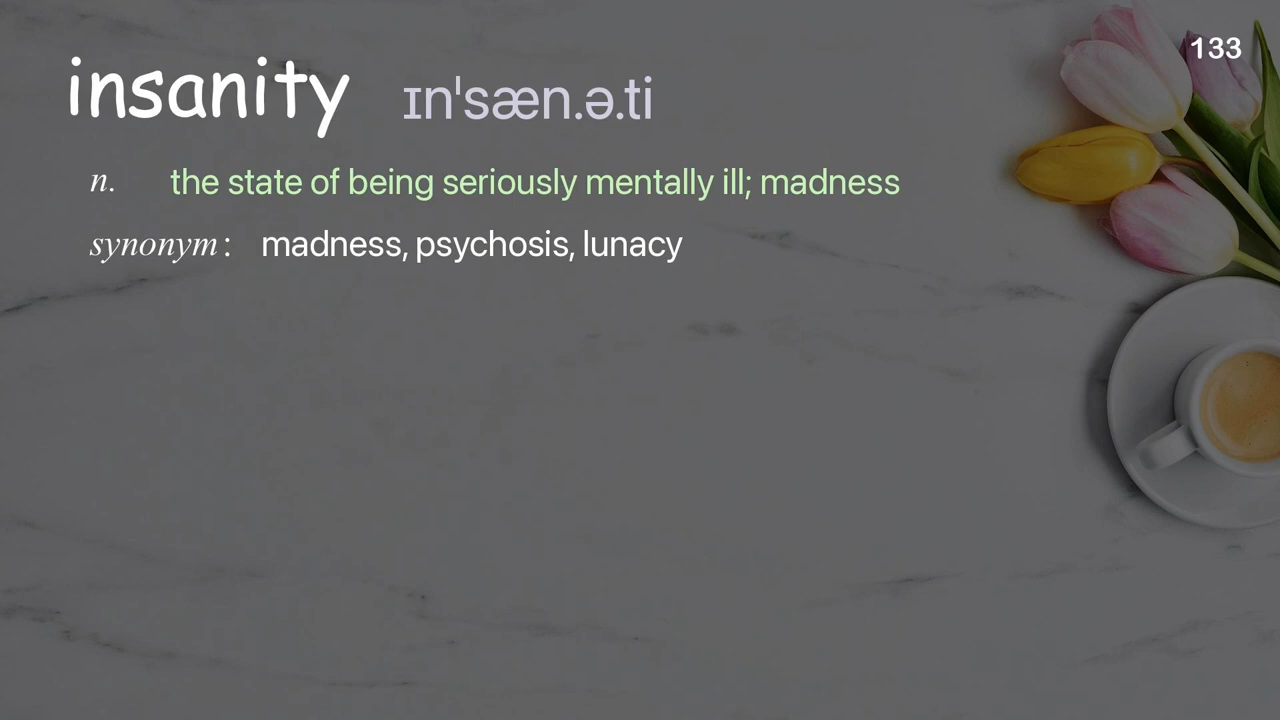 133
insanity ɪnˈsæn.ə.ti
n. the state of being seriously mentally ill; madness
synonym: madness, psychosis, lunacy